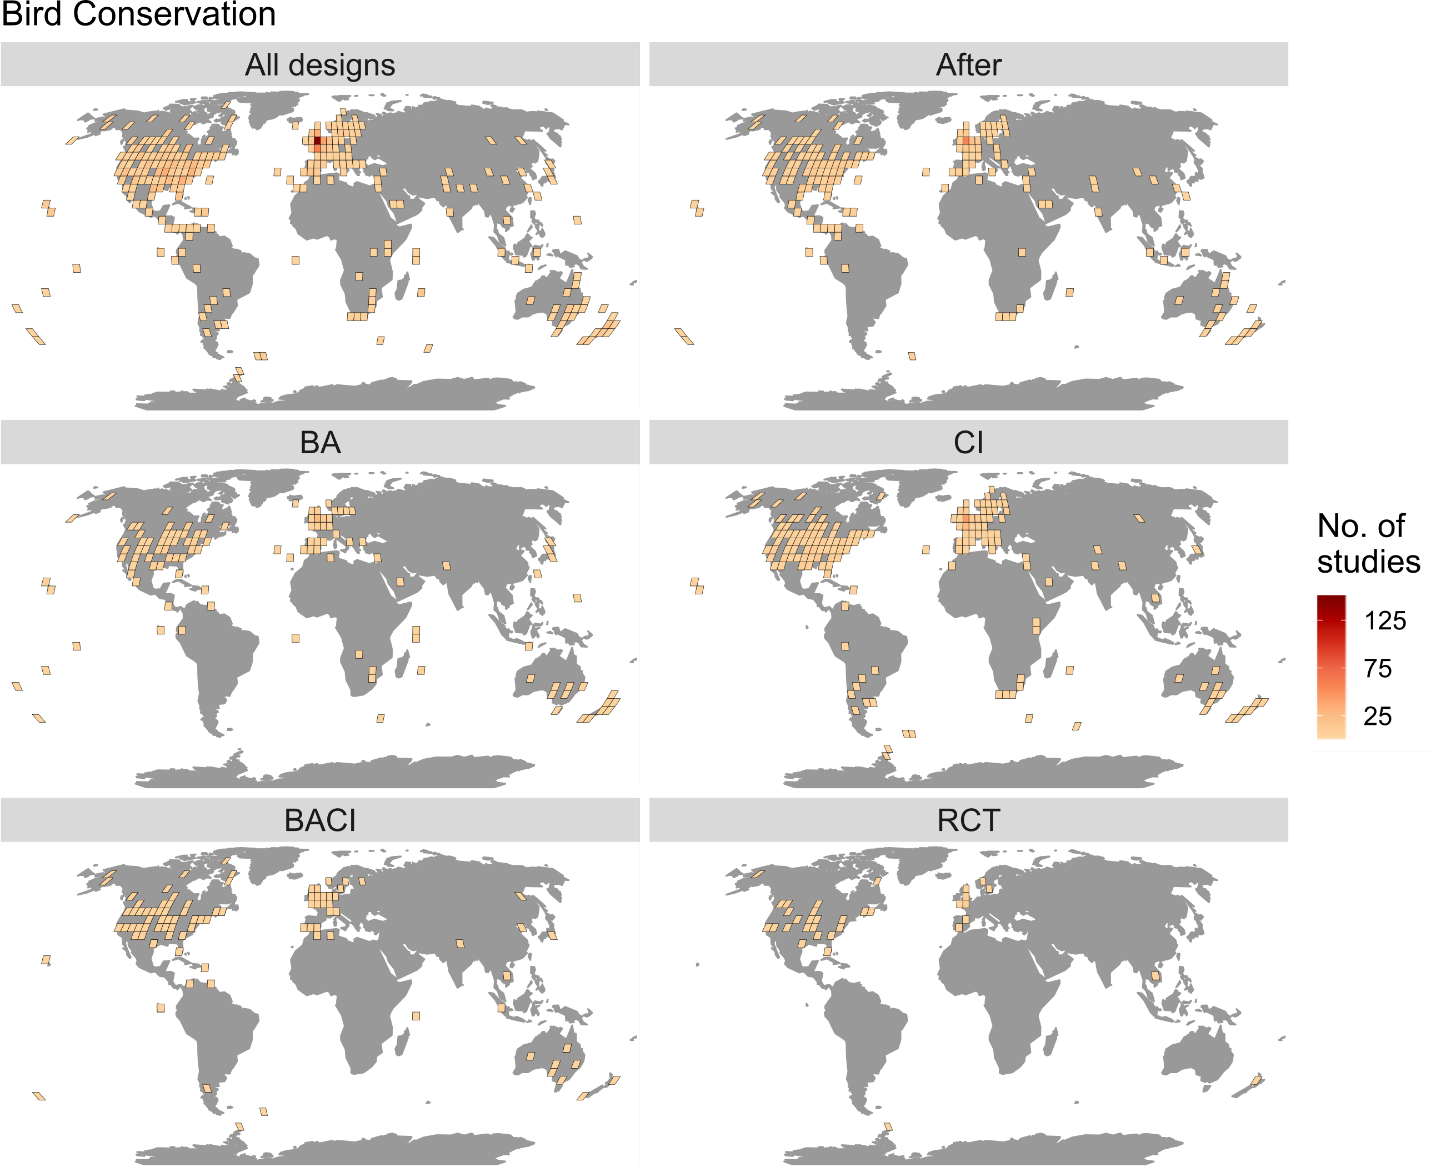 Bird Conservation
All designs
After
BA
CI
No. of
studies
125
75
25
BACI
RCT